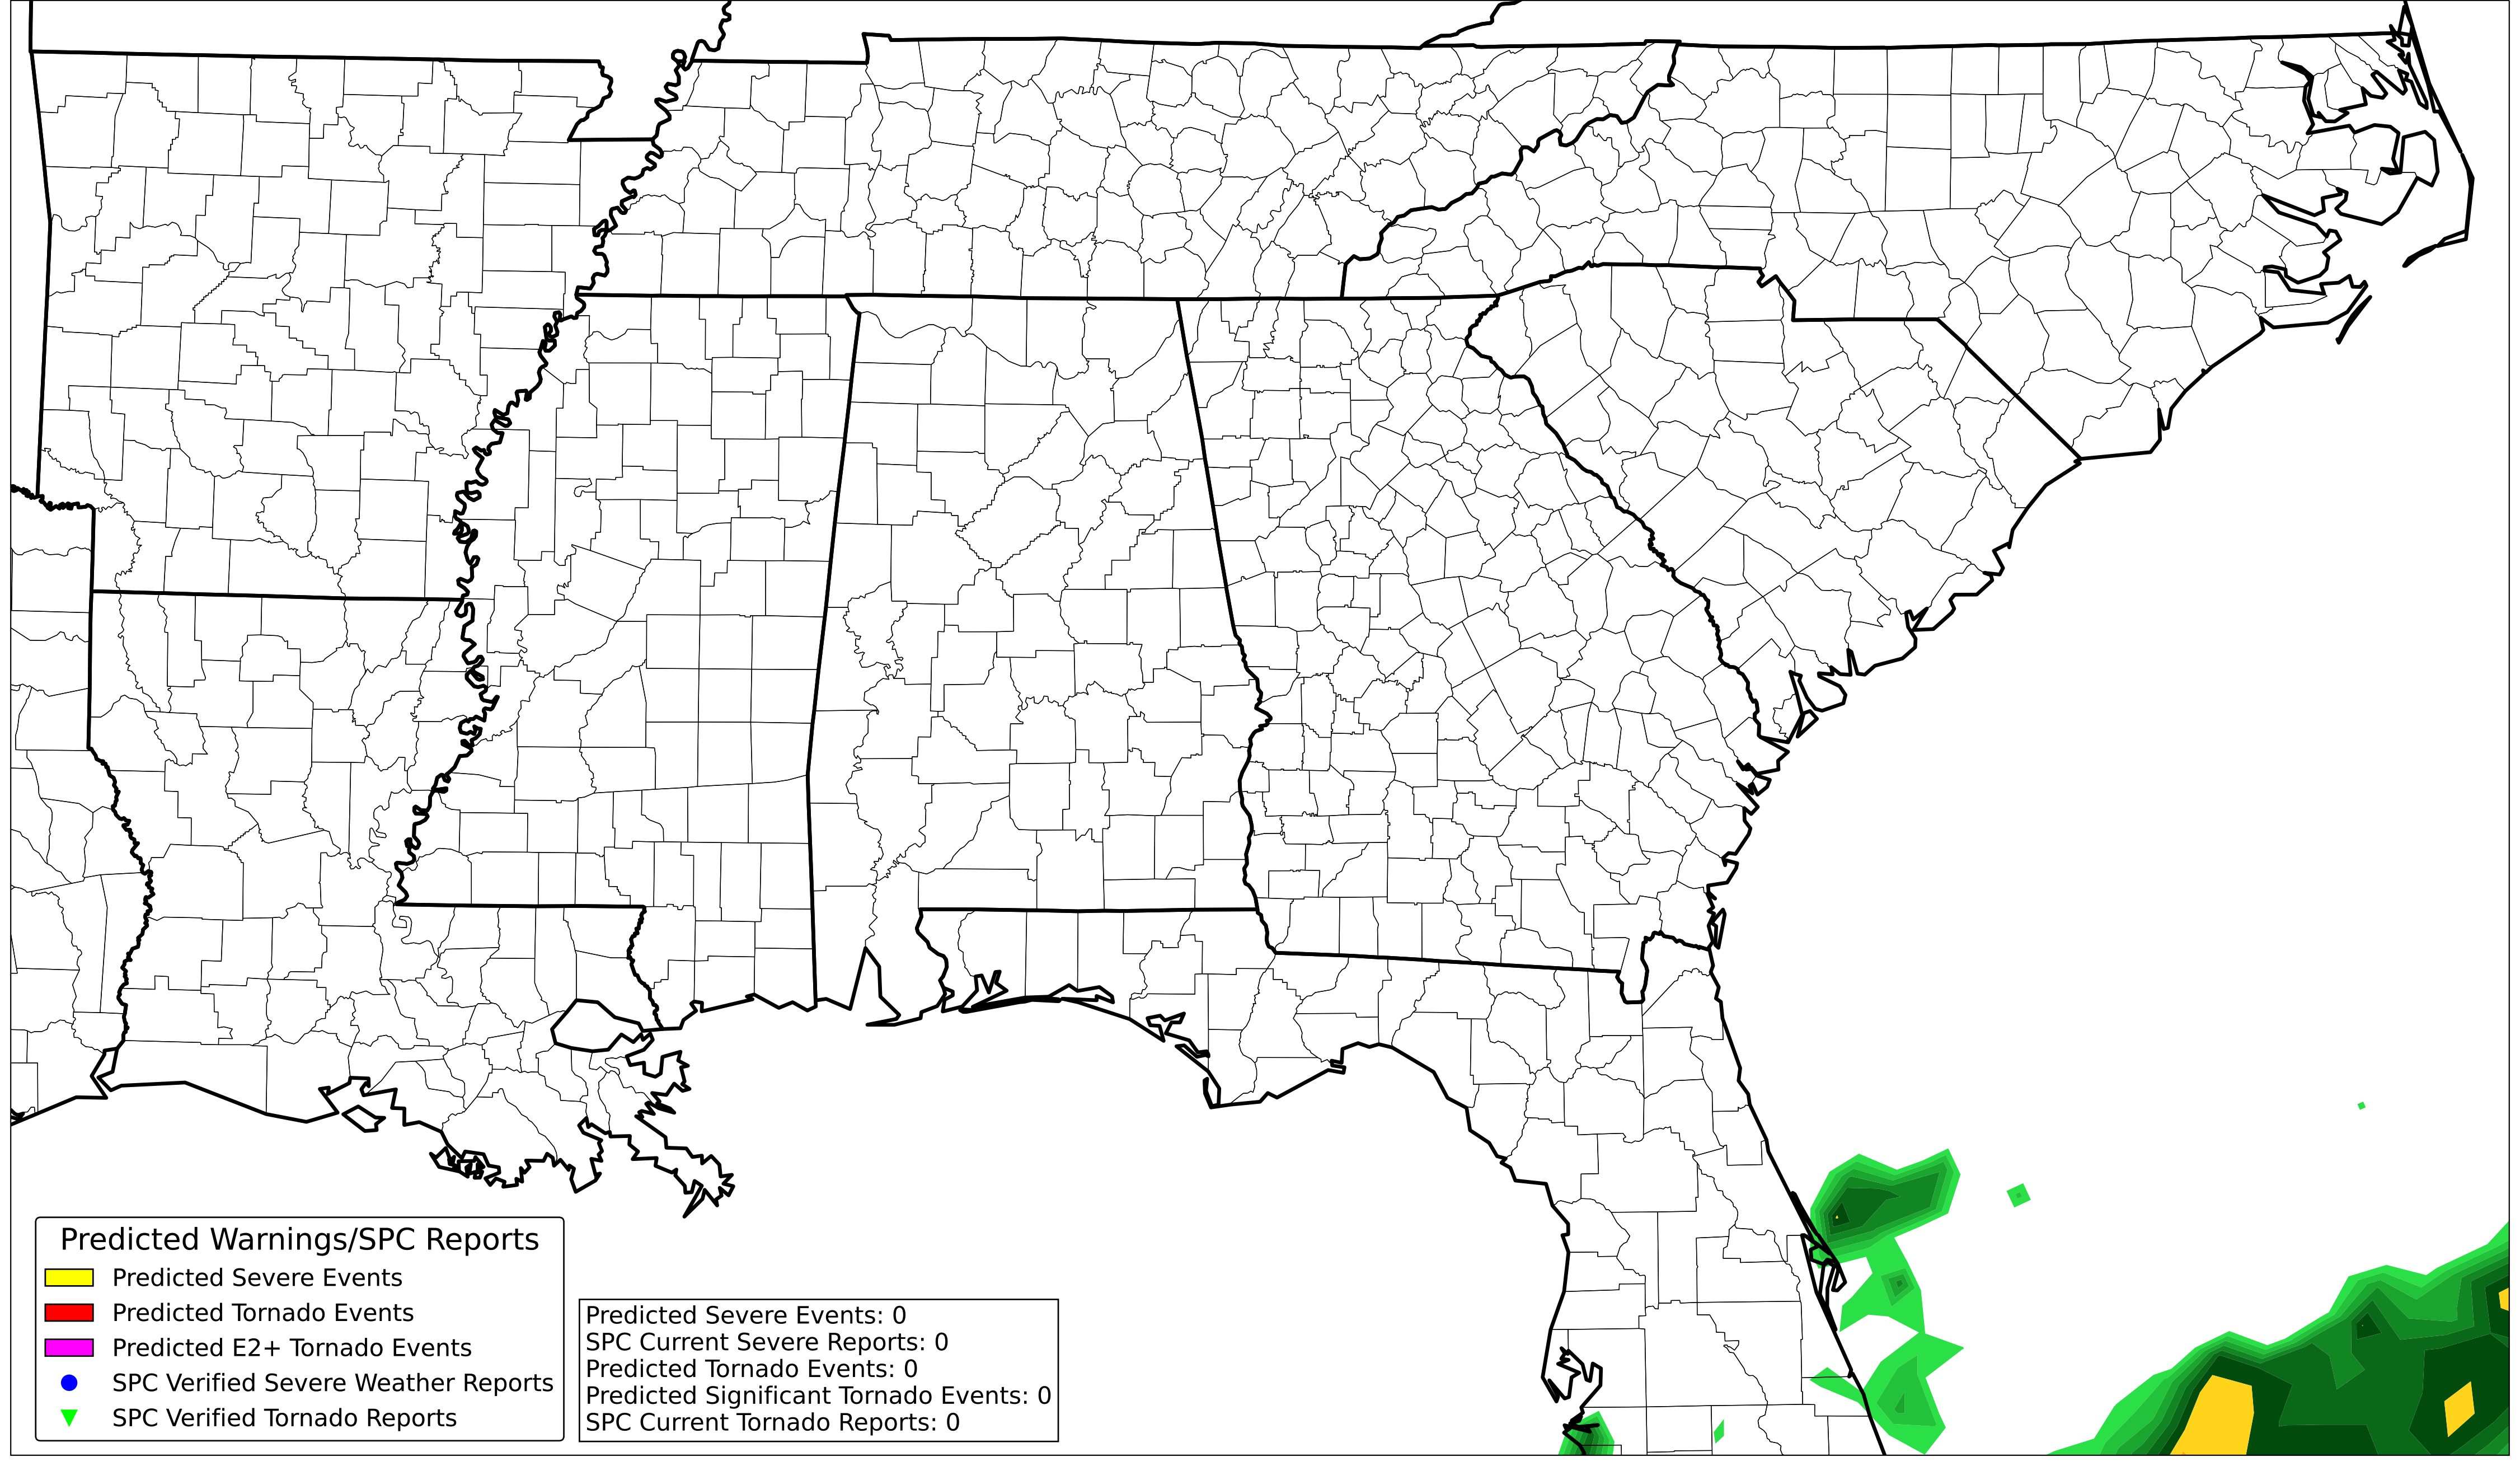 Predicted Warnings/SPC Reports
Predicted Severe Events
Predicted Tornado Events
Predicted E2+ Tornado Events
SPC Verified Severe Weather Reports
SPC Verified Tornado Reports
Predicted Severe Events: 0
SPC Current Severe Reports: 0
Predicted Tornado Events: 0
Predicted Significant Tornado Events: 0
SPC Current Tornado Reports: 0